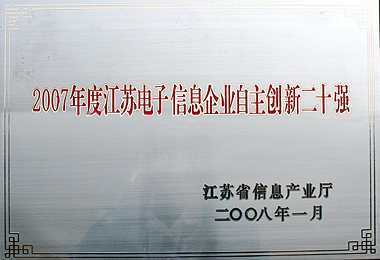 2007年度江苏电子信息企业自主创新二十强
江苏省信息产业厅
二〇〇八年一月